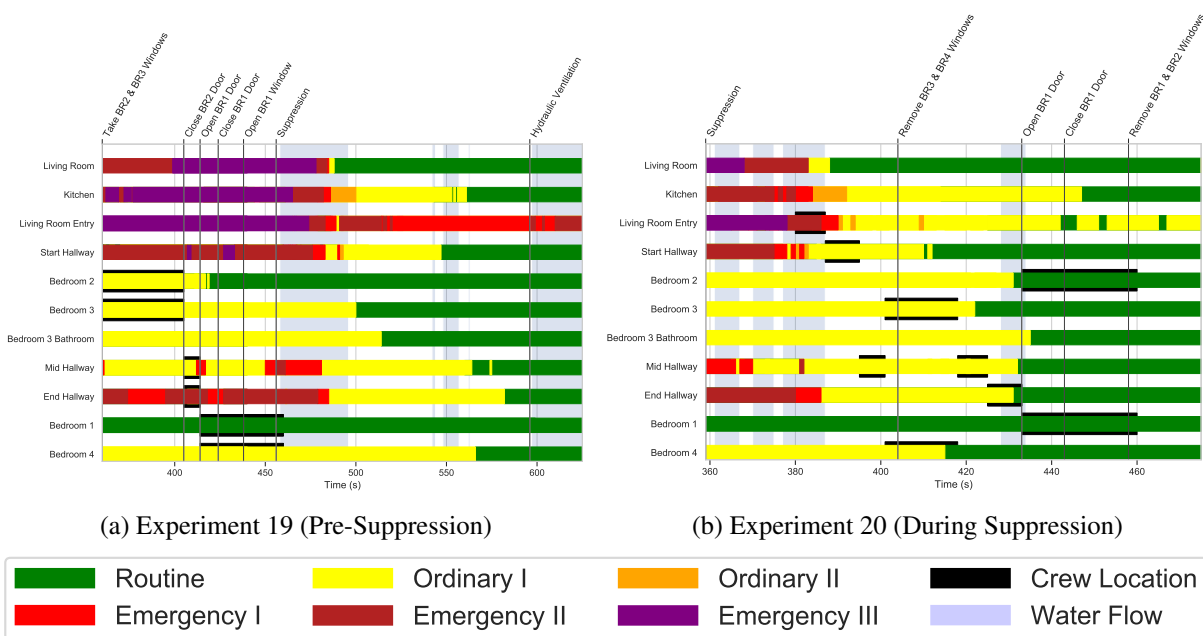 Take BR2 & BR3 Windows
Close BR2 Door
Open BR1 Door
Close BR1 Door
Open BR1 Window
Suppression
Hydraulic Ventilation
Living Room
Kitchen
Living Room Entry
Start Hallway
Bedroom 2
Bedroom 3
Bedroom 3 Bathroom
Mid Hallway
End Hallway
Bedroom 1
Bedroom 4
400 450 500 550 600
Time (s)
(a) Experiment 19 (Pre-Suppression)
Suppression
Remove BR3 & BR4 Windows
Open BR1 Door
Close BR1 Door
Remove BR1 & BR2 Windows
Living Room
Kitchen
Living Room Entry
Start Hallway
Bedroom 2
Bedroom 3
Bedroom 3 Bathroom
Mid Hallway
End Hallway
Bedroom 1
Bedroom 4
359 380 400 420 440 460
Time (s)
(b) Experiment 20 (During Suppression)
Routine Ordinary I Ordinary II Crew Location
Emergency I Emergency II Emergency III Water Flow